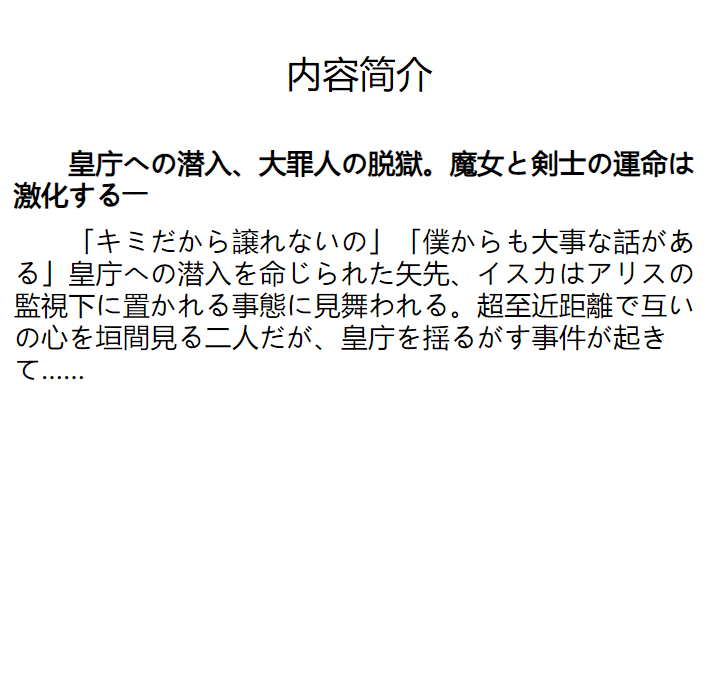 内容简介
皇庁への潜入、大罪人の脱獄。魔女と剣士の運命は
激化する―
「キミだから譲れないの」「僕からも大事な話があ
る」皇庁への潜入を命じられた矢先、イスカはアリスの
監視下に置かれる事態に見舞われる。超至近距離で互い
の心を垣間見る二人だが、皇庁を揺るがす事件が起き
て......